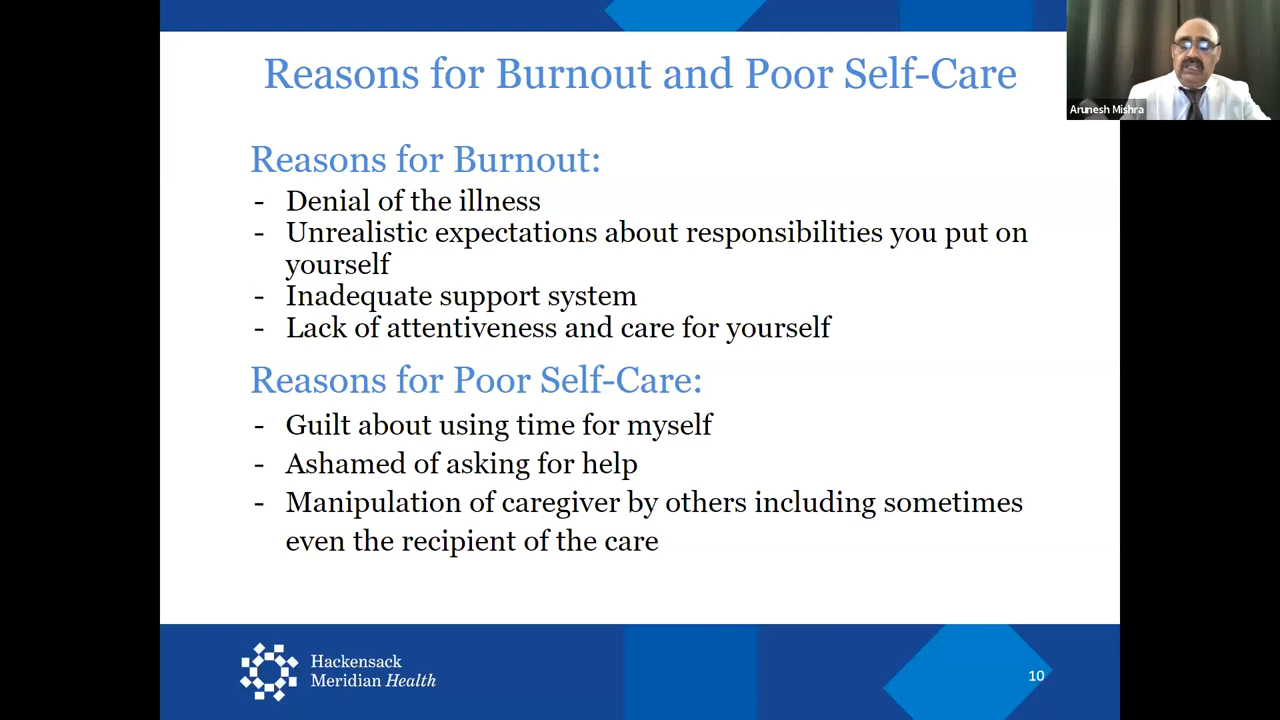 Reasons for Burnout and Poor Self-Care
Arunesh Mishra
Reasons for Burnout:
- Denial of the illness
- Unrealistic expectations about responsibilities you put on
yourself
- Inadequate support system
- Lack of attentiveness and care for yourself
Reasons for Poor Self-Care:
- Guilt about using time for myself
- Ashamed of asking for help
- Manipulation of caregiver by others including sometimes
even the recipient of the care
Hackensack
Meridian Health
10